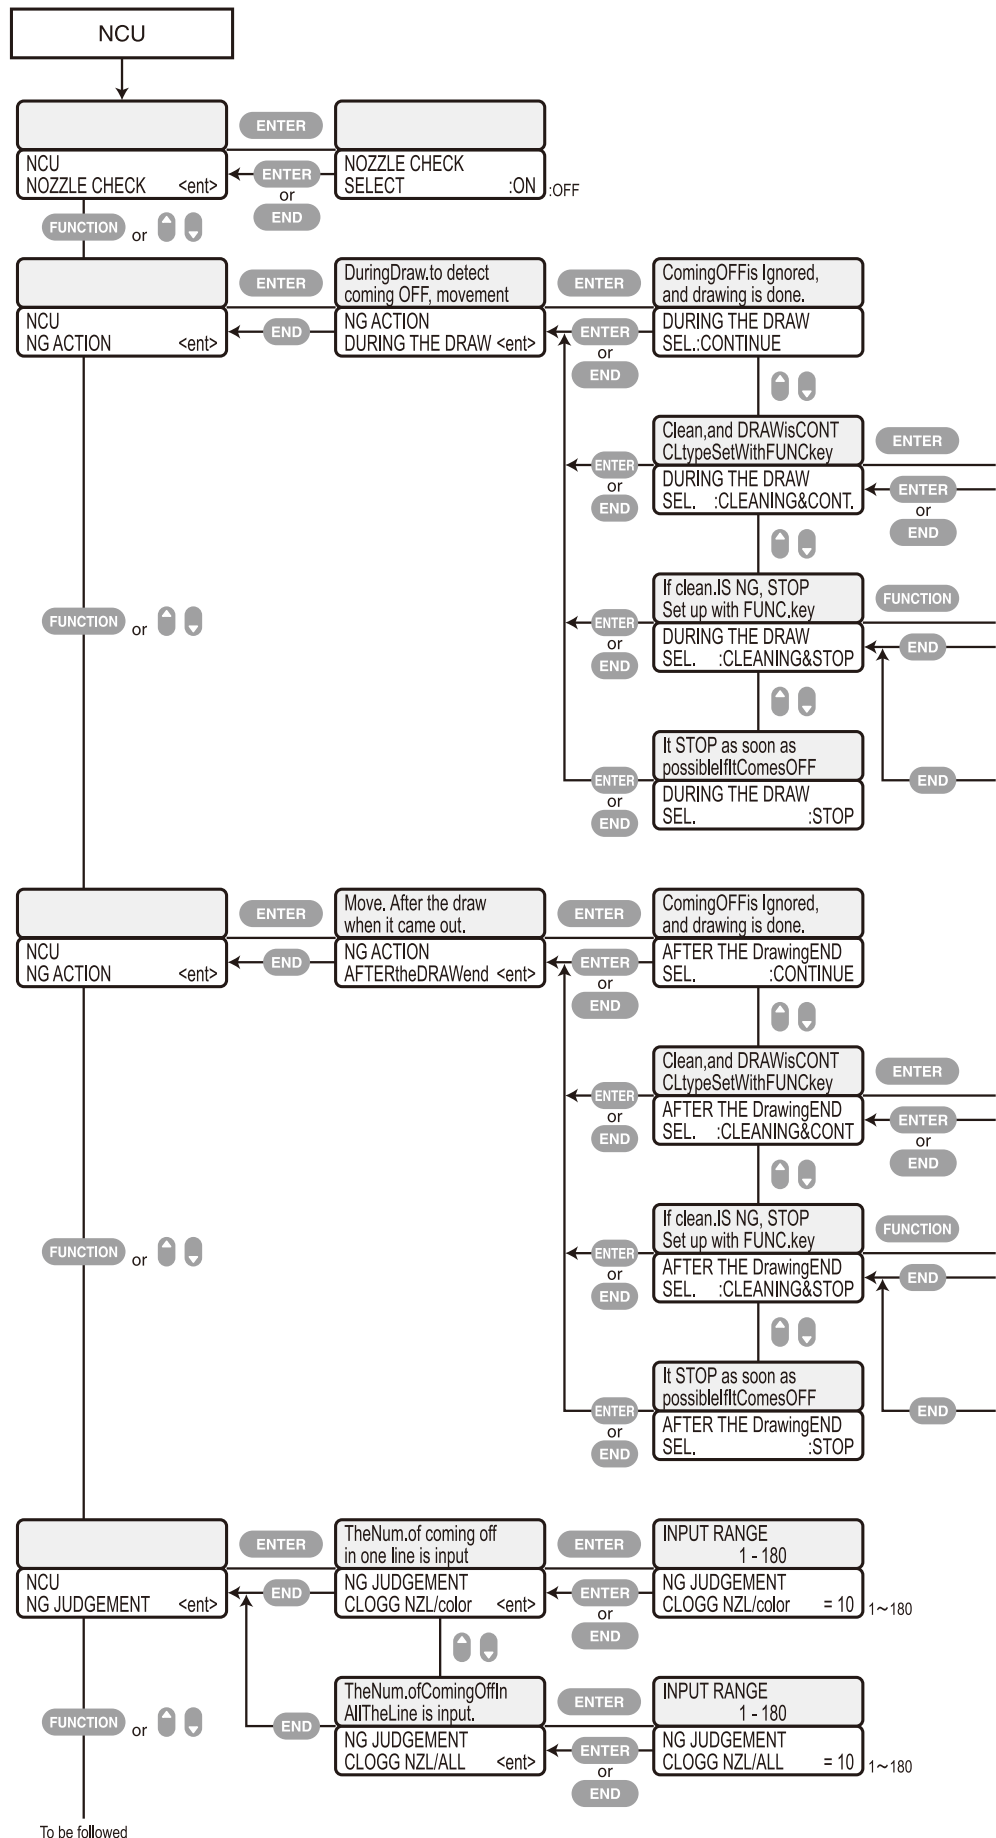 NCU
ENTER
NCU
NOZZLE CHECK <ent>
ENTER
or
END
NOZZLE CHECK
SELECT :ON :OFF
FUNCTION or
ENTER
DuringDraw.to detect
coming OFF, movement
ENTER
ComingOFFis Ignored,
and drawing is done.
NCU
NG ACTION <ent>
END
NG ACTION
DURING THE DRAW <ent>
ENTER
or
END
DURING THE DRAW
SEL.:CONTINUE
Clean,and DRAWisCONT
CLtypeSetWithFUNCkey
ENTER
ENTER
or
END
DURING THE DRAW
SEL. :CLEANING&CONT.
ENTER
or
END
If clean.IS NG, STOP
Set up with FUNC.key
FUNCTION
FUNCTION or
ENTER
or
END
DURING THE DRAW
SEL. :CLEANING&STOP
END
It STOP as soon as
possibleIfItComesOFF
END
ENTER
or
END
DURING THE DRAW
SEL. :STOP
ENTER
Move. After the draw
when it came out.
ENTER
ComingOFFis Ignored,
and drawing is done.
NCU
NG ACTION <ent>
END
NG ACTION
AFTERtheDRAWend <ent>
ENTER
or
END
AFTER THE DrawingEND
SEL. :CONTINUE
Clean,and DRAWisCONT
CLtypeSetWithFUNCkey
ENTER
ENTER
or
END
AFTER THE DrawingEND
SEL. :CLEANING&CONT
ENTER
or
END
If clean.IS NG, STOP
Set up with FUNC.key
FUNCTION
FUNCTION or
ENTER
or
END
AFTER THE DrawingEND
SEL. :CLEANING&STOP
END
It STOP as soon as
possibleIfItComesOFF
END
ENTER
or
END
AFTER THE DrawingEND
SEL. :STOP
ENTER
TheNum.of coming off
in one line is input
ENTER
INPUT RANGE
1 - 180
NCU
NG JUDGEMENT <ent>
END
NG JUDGEMENT
CLOGG NZL/color <ent>
ENTER
or
END
NG JUDGEMENT
CLOGG NZL/color = 10 1～180
FUNCTION or
TheNum.ofComingOffIn
AllTheLine is input.
ENTER
INPUT RANGE
1 - 180
END
NG JUDGEMENT
CLOGG NZL/ALL <ent>
ENTER
or
END
NG JUDGEMENT
CLOGG NZL/ALL = 10 1～180
To be followed